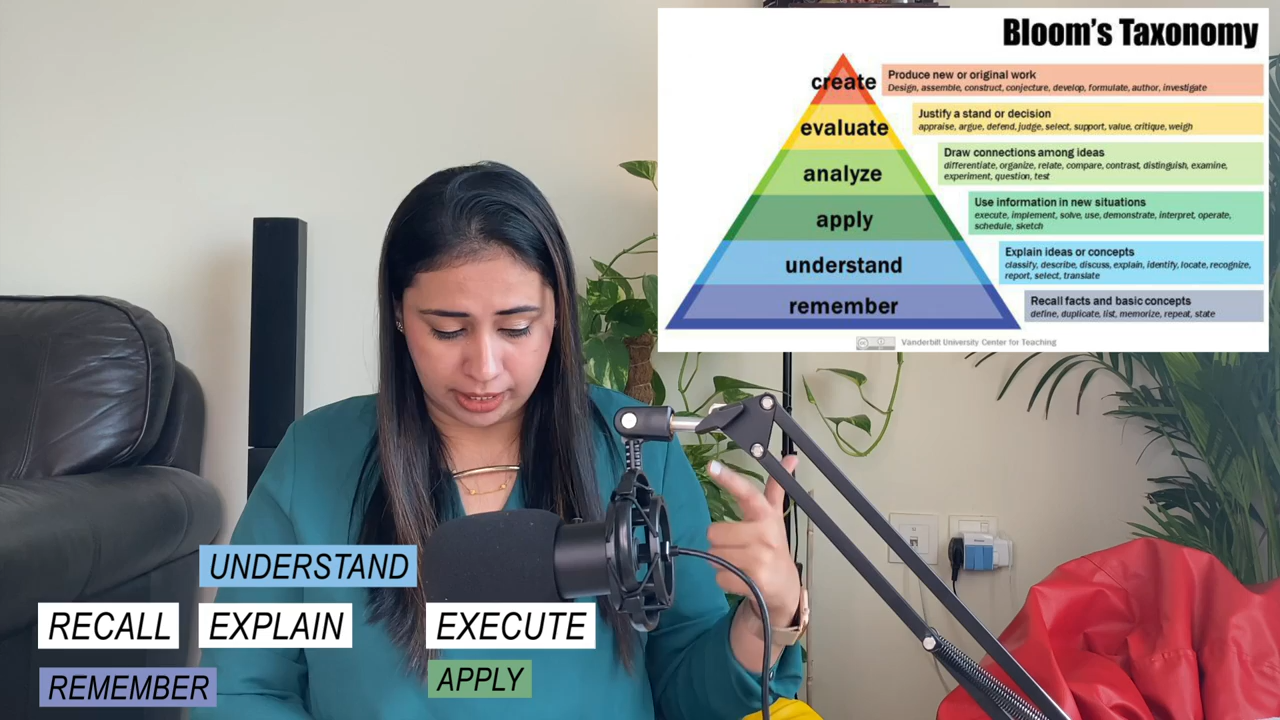 Bloom's Taxonomy
create
Produce new or original work
Design, assemble, construct, conjecture, develop, formulate, author, investigate
evaluate
Justify a stand or decision
appraise, argue, defend, judge, select, support, value, critique, weigh
analyze
Draw connections among ideas
differentiate, organize, relate, compare, contrast, distinguish, examine,
experiment, question, test
apply
Use information in new situations
execute, implement, solve, use, demonstrate, interpret, operate,
schedule, sketch
understand
Explain ideas or concepts
classify, describe, discuss, explain, identify, locate, recognize,
report, select, translate
remember
Recall facts and basic concepts
define, duplicate, list, memorize, repeat, state
Vanderbilt University Center for Teaching
UNDERSTAND
RECALL EXPLAIN EXECUTE
REMEMBER APPLY